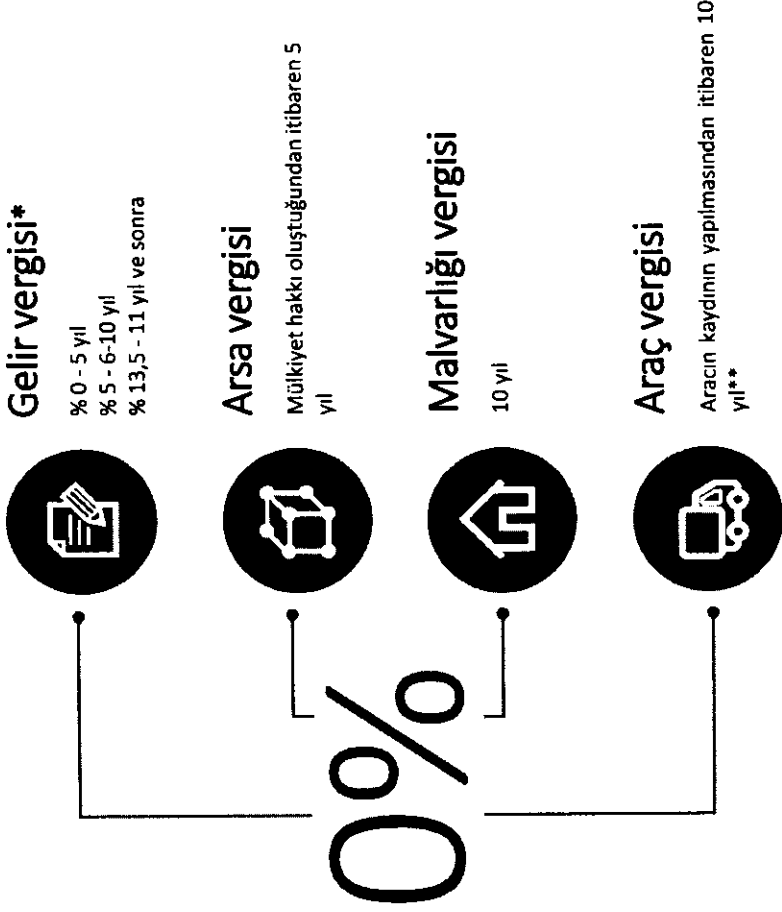 0%
Gelir vergisi*
% 0 - 5 yıl
% 5 - 6-10 yıl
% 13,5 - 11 yıl ve sonra
Arsa vergisi
Mülkiyet hakkı oluştuğundan itibaren 5
yıl
Malvarlığı vergisi
10 yıl
Araç vergisi
Aracın kaydının yapılmasından itibaren 10
yıl**